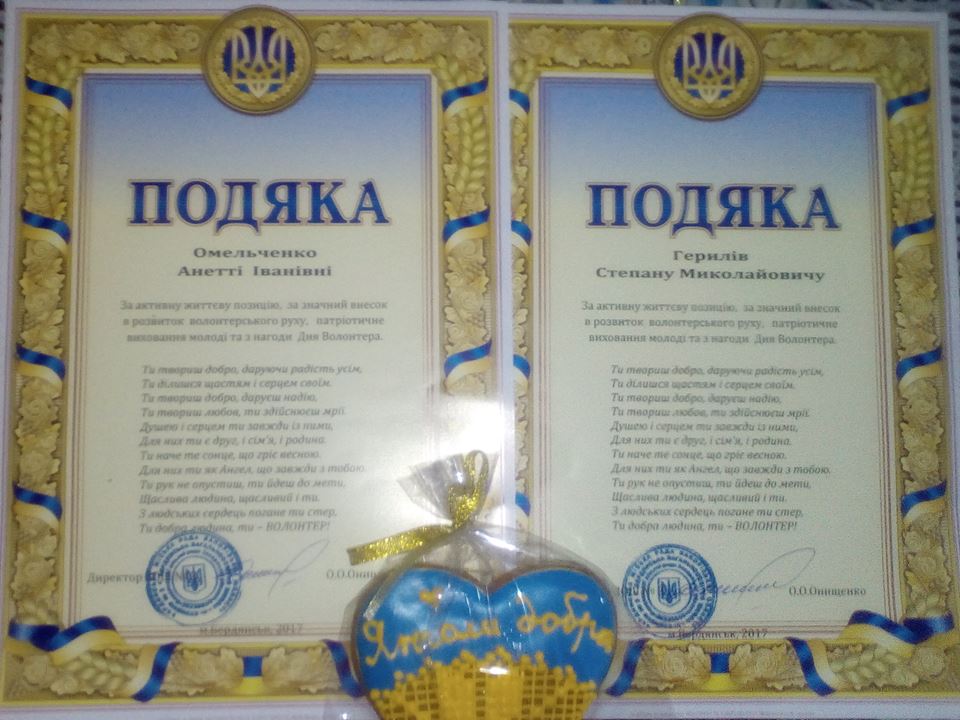 ПОДЯКА
Омельченко
Анетті Іванівні
За активну життєву позицію, за значний внесок
в розвиток волонтерського руху, патріотичне
виховання молоді та з нагоди Дня Волонтера.
Ти твориш добро, даруючи радість усім,
Ти ділишся щастям і серцем своїм.
Ти твориш добро, даруєш надію,
Ти твориш любов, ти здійснюєш мрії.
Душею і серцем ти завжди із ними,
Для них ти є друг, і сім'я, і родина.
Ти наче те сонце, що гріє весною.
Для них ти як Ангел, що завжди з тобою.
Ти рук не опустиш, ти йдеш до мети,
Щаслива людина, щасливий і ти.
З людських сердець погане ти стер,
Ти добра людина, ти – ВОЛОНТЕР!
Директор
м.Бердянськ, 2017
ПОДЯКА
Герилів
Степану Миколайовичу
За активну життєву позицію, за значний внесок
в розвиток волонтерського руху, патріотичне
виховання молоді та з нагоди Дня Волонтера.
Ти твориш добро, даруючи радість усім,
Ти ділишся щастям і серцем своїм.
Ти твориш добро, даруєш надію,
Ти твориш любов, ти здійснюєш мрії.
Душею і серцем ти завжди із ними,
Для них ти є друг, і сім'я, і родина.
Ти наче те сонце, що гріє весною.
Для них ти як Ангел, що завжди з тобою.
Ти рук не опустиш, ти йдеш до мети,
Щаслива людина, щасливий і ти.
З людських сердець погане ти стер,
Ти добра людина, ти – ВОЛОНТЕР!
О.О.Онищенко
м.Бердянськ, 2017
добра